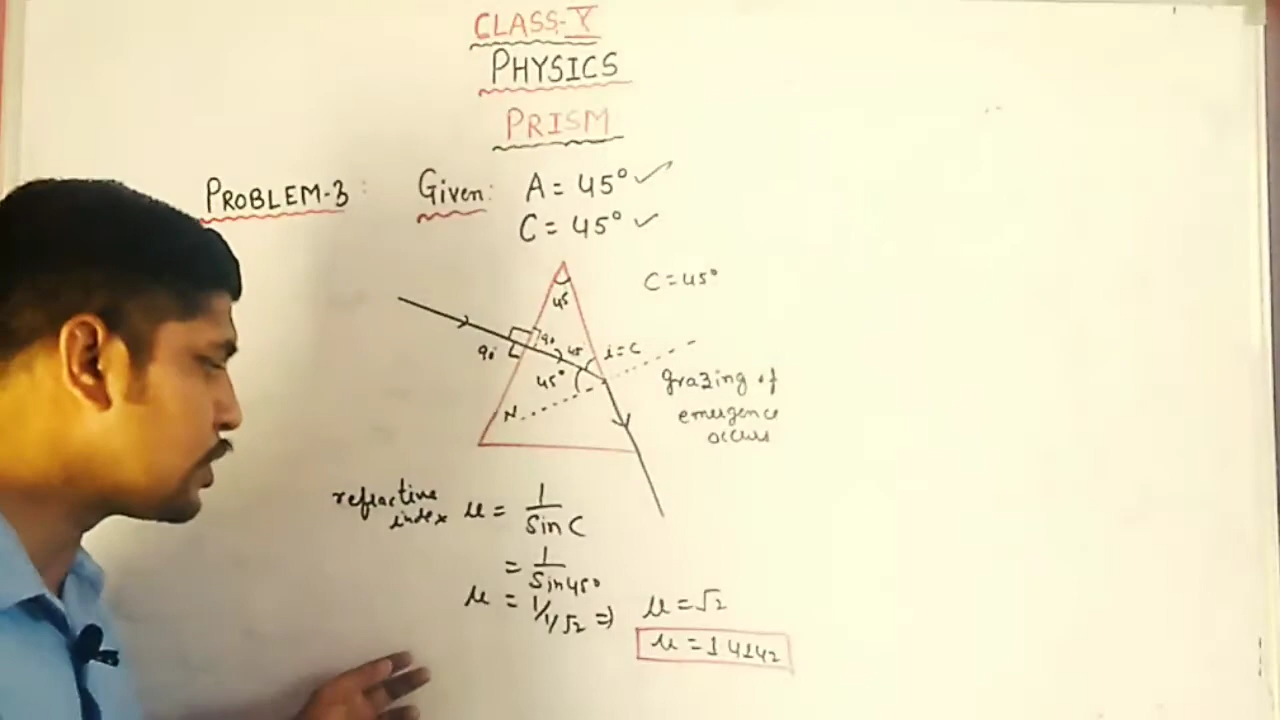 CLASS-X
PHYSICS
PRISM
PROBLEM-3: Given: A = 45° ✓
C = 45° ✓
C = 45°
45
90
90 45 i = C
45°
N
grazing of
emergence
occurs
refractive
index μ = 1/Sin C
= 1/Sin 45°
μ = 1/1/√2 ⇒ μ = √2
μ = 1 4142